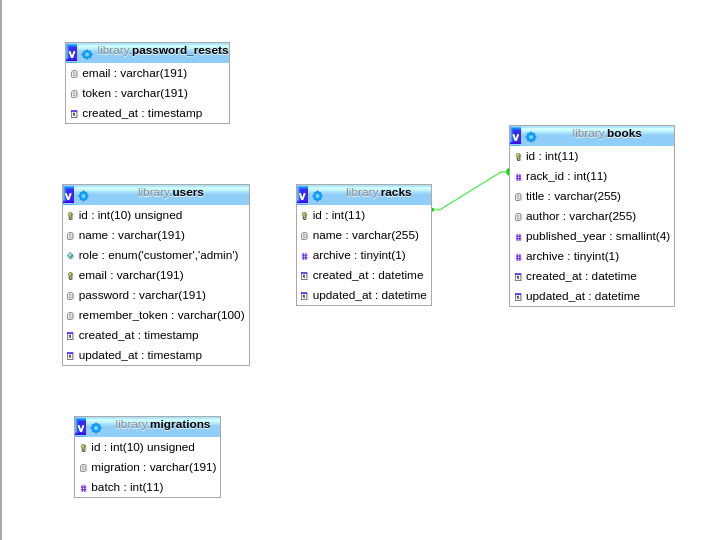 library.password_resets
email : varchar(191)
token : varchar(191)
created_at : timestamp
library.users
id : int(10) unsigned
name : varchar(191)
role : enum('customer','admin')
email : varchar(191)
password : varchar(191)
remember_token : varchar(100)
created_at : timestamp
updated_at : timestamp
library.racks
id : int(11)
name : varchar(255)
archive : tinyint(1)
created_at : datetime
updated_at : datetime
library.books
id : int(11)
rack_id : int(11)
title : varchar(255)
author : varchar(255)
published_year : smallint(4)
archive : tinyint(1)
created_at : datetime
updated_at : datetime
library.migrations
id : int(10) unsigned
migration : varchar(191)
batch : int(11)